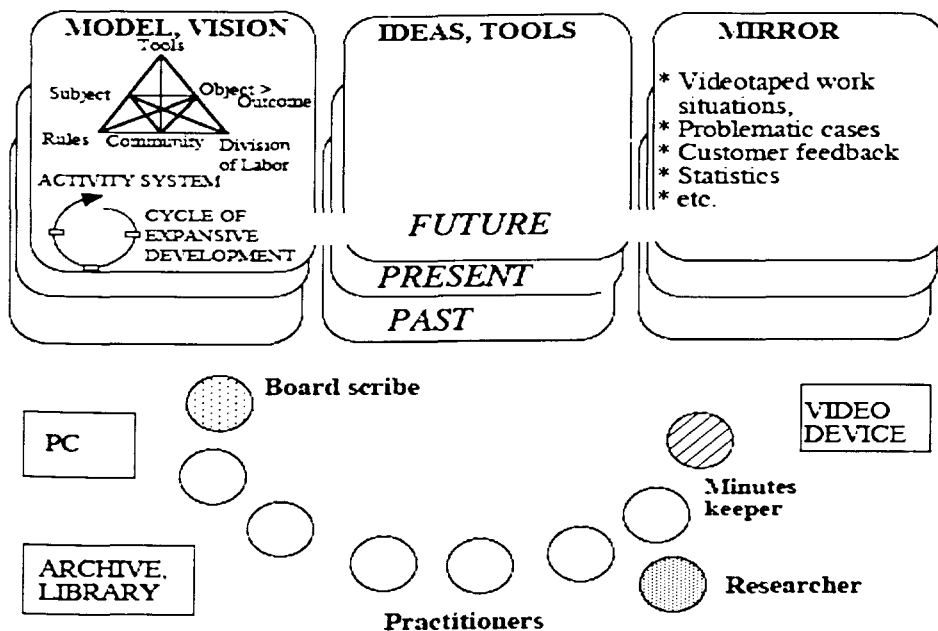 MODEL, VISION
Tools
Subject
Object >
Outcome
Rules
Community
Division
of Labor
ACTIVITY SYSTEM
CYCLE OF
EXPANSIVE
DEVELOPMENT
IDEAS, TOOLS
FUTURE
PRESENT
PAST
MIRROR
* Videotaped work
situations,
* Problematic cases
* Customer feedback
* Statistics
* etc.
Board scribe
PC
VIDEO
DEVICE
Minutes
keeper
ARCHIVE,
LIBRARY
Researcher
Practitioners